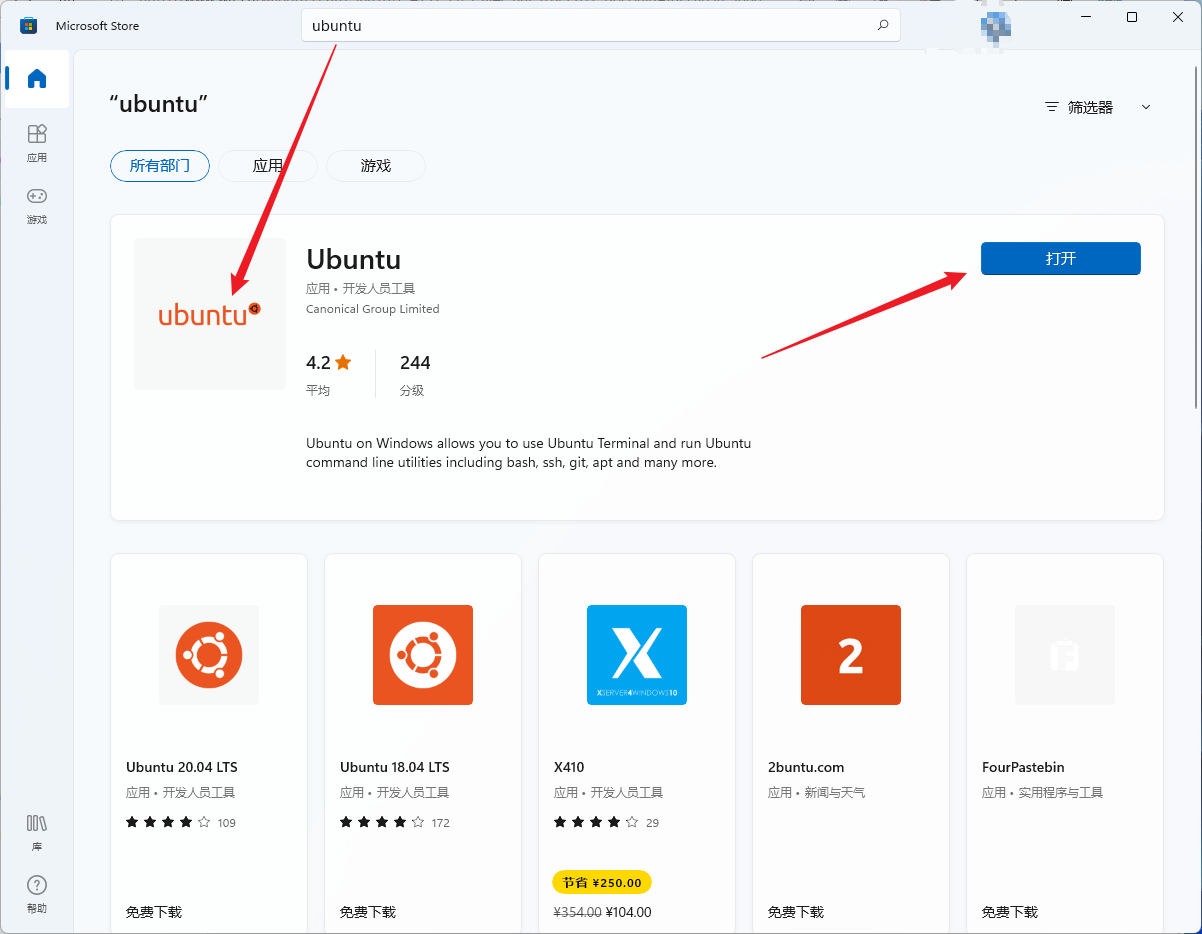 Microsoft Store
ubuntu
“ubuntu”
筛选器
所有部门
应用
游戏
应用
游戏
ubuntu
Ubuntu
应用 • 开发人员工具
Canonical Group Limited
打开
4.2
244
平均
分级
Ubuntu on Windows allows you to use Ubuntu Terminal and run Ubuntu
command line utilities including bash, ssh, git, apt and many more.
XSERVER4WINDOWS10
2
F
Ubuntu 20.04 LTS
应用 • 开发人员工具
109
免费下载
Ubuntu 18.04 LTS
应用 • 开发人员工具
172
免费下载
X410
应用 • 开发人员工具
29
节省 ¥250.00
¥354.00 ¥104.00
2buntu.com
应用 • 新闻与天气
免费下载
FourPastebin
应用 • 实用程序与工具
免费下载
库
帮助